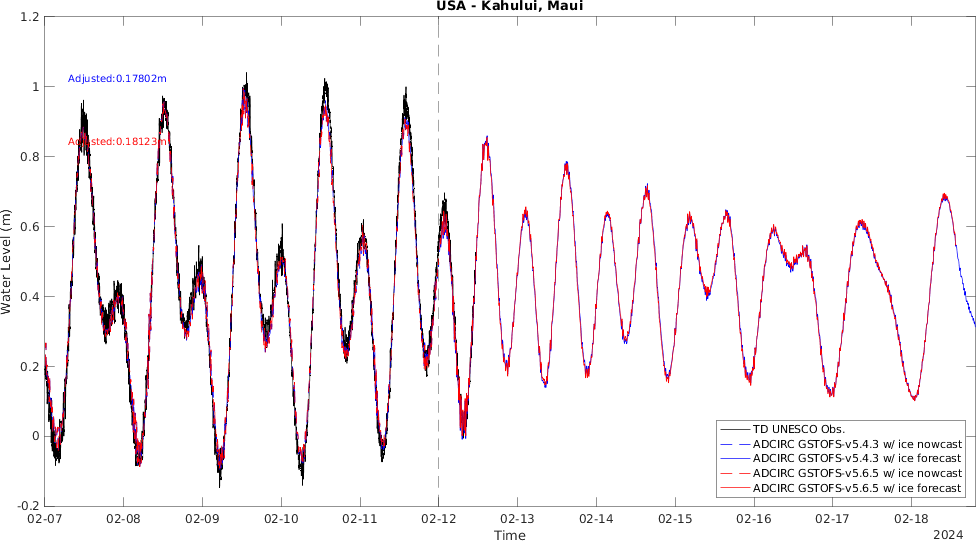 USA - Kahului, Maui
1.2
1
0.8
0.6
0.4
0.2
0
-0.2
Water Level (m)
Adjusted:0.17802m
Adjusted:0.18123m
TD UNESCO Obs.
ADCIRC GSTOFS-v5.4.3 w/ ice nowcast
ADCIRC GSTOFS-v5.4.3 w/ ice forecast
ADCIRC GSTOFS-v5.6.5 w/ ice nowcast
ADCIRC GSTOFS-v5.6.5 w/ ice forecast
02-07 02-08 02-09 02-10 02-11 02-12 02-13 02-14 02-15 02-16 02-17 02-18
Time
2024